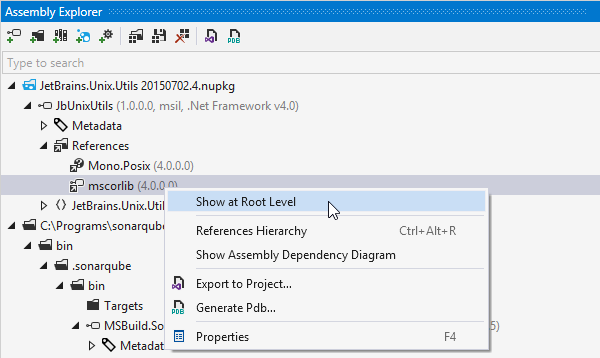 Assembly Explorer
PDB
Type to search
JetBrains.Unix.Utils 20150702.4.nupkg
JbUnixUtils (1.0.0.0, msil, .Net Framework v4.0)
Metadata
References
Mono.Posix (4.0.0.0)
mscorlib (4.0.0.0)
Show at Root Level
JetBrains.Unix.Util
References Hierarchy Ctrl+Alt+R
C:\Programs\sonarqube
bin
Show Assembly Dependency Diagram
.sonarqube
bin
Export to Project...
Targets
PDB Generate Pdb...
MSBuild.So 5)
Properties F4
Metadat